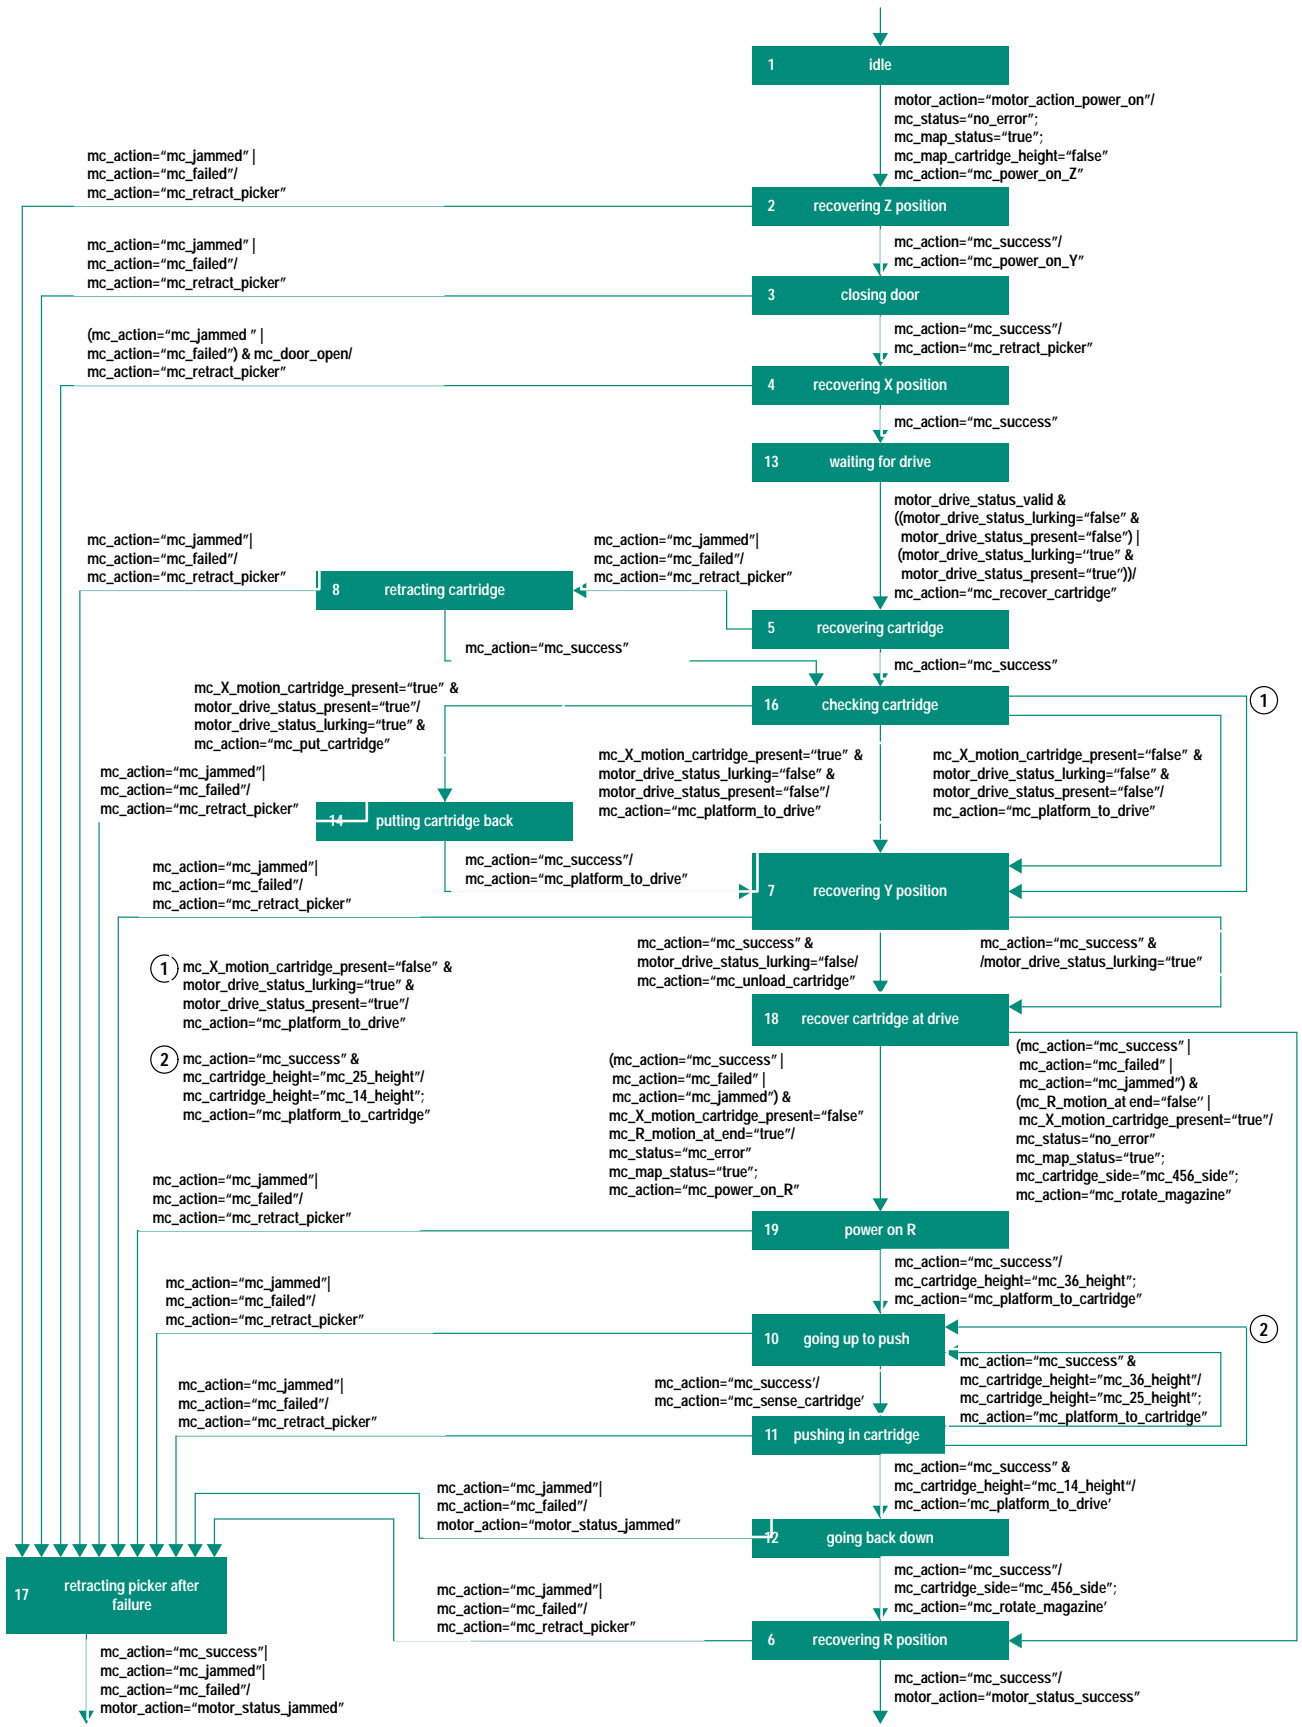 1 idle
motor_action=“motor_action_power_on”/
mc_status=“no_error”;
mc_map_status=“true”;
mc_map_cartridge_height=“false”
mc_action=“mc_power_on_Z”
mc_action=“mc_jammed” |
mc_action=“mc_failed”/
mc_action=“mc_retract_picker”
2 recovering Z position
mc_action=“mc_success”/
mc_action=“mc_power_on_Y”
mc_action=“mc_jammed” |
mc_action=“mc_failed”/
mc_action=“mc_retract_picker”
3 closing door
mc_action=“mc_success”/
mc_action=“mc_retract_picker”
(mc_action=“mc_jammed ” |
mc_action=“mc_failed”) & mc_door_open/
mc_action=“mc_retract_picker”
4 recovering X position
mc_action=“mc_success”
13 waiting for drive
motor_drive_status_valid &
((motor_drive_status_lurking=“false” &
motor_drive_status_present=“false”) |
(motor_drive_status_lurking=“true” &
motor_drive_status_present=“true”))/
mc_action=“mc_recover_cartridge”
mc_action=“mc_jammed”|
mc_action=“mc_failed”/
mc_action=“mc_retract_picker”
mc_action=“mc_jammed”|
mc_action=“mc_failed”/
mc_action=“mc_retract_picker”
8 retracting cartridge
5 recovering cartridge
mc_action=“mc_success”
mc_action=“mc_success”
mc_X_motion_cartridge_present=“true” &
motor_drive_status_present=“true”/
motor_drive_status_lurking=“true” &
mc_action=“mc_put_cartridge”
16 checking cartridge
1
mc_X_motion_cartridge_present=“true” &
motor_drive_status_lurking=“false” &
motor_drive_status_present=“false”/
mc_action=“mc_platform_to_drive”
mc_X_motion_cartridge_present=“false” &
motor_drive_status_lurking=“false” &
motor_drive_status_present=“false”/
mc_action=“mc_platform_to_drive”
mc_action=“mc_jammed”|
mc_action=“mc_failed”/
mc_action=“mc_retract_picker”
14 putting cartridge back
mc_action=“mc_success”/
mc_action=“mc_platform_to_drive”
mc_action=“mc_jammed”|
mc_action=“mc_failed”/
mc_action=“mc_retract_picker”
7 recovering Y position
mc_action=“mc_success” &
motor_drive_status_lurking=“false/
mc_action=“mc_unload_cartridge”
mc_action=“mc_success” &
/motor_drive_status_lurking=“true”
1 mc_X_motion_cartridge_present=“false” &
motor_drive_status_lurking=“true” &
motor_drive_status_present=“true”/
mc_action=“mc_platform_to_drive”
18 recover cartridge at drive
2 mc_action=“mc_success” &
mc_cartridge_height=”mc_25_height”/
mc_cartridge_height=”mc_14_height”;
mc_action=”mc_platform_to_cartridge”
(mc_action=“mc_success” |
mc_action=“mc_failed” |
mc_action=“mc_jammed”) &
mc_X_motion_cartridge_present=“false”
mc_R_motion_at_end=“true”/
mc_status=“mc_error”
mc_map_status=“true”;
mc_action=“mc_power_on_R”
(mc_action=“mc_success” |
mc_action=“mc_failed” |
mc_action=“mc_jammed”) &
(mc_R_motion_at end=“false” |
mc_X_motion_cartridge_present=“true”/
mc_status=“no_error”
mc_map_status=“true”;
mc_cartridge_side=”mc_456_side”;
mc_action=“mc_rotate_magazine”
mc_action=“mc_jammed”|
mc_action=“mc_failed”/
mc_action=“mc_retract_picker”
19 power on R
mc_action=“mc_success”/
mc_cartridge_height=“mc_36_height”;
mc_action=“mc_platform_to_cartridge”
mc_action=“mc_jammed”|
mc_action=“mc_failed”/
mc_action=“mc_retract_picker”
10 going up to push
2
mc_action=“mc_success” &
mc_cartridge_height=”mc_36_height”/
mc_cartridge_height=”mc_25_height”;
mc_action=”mc_platform_to_cartridge”
mc_action=“mc_success’/
mc_action=“mc_sense_cartridge’
mc_action=“mc_jammed”|
mc_action=“mc_failed”/
mc_action=“mc_retract_picker”
11 pushing in cartridge
mc_action=“mc_success” &
mc_cartridge_height=“mc_14_height“/
mc_action=‘mc_platform_to_drive’
mc_action=“mc_jammed”|
mc_action=“mc_failed”/
motor_action=“motor_status_jammed”
12 going back down
mc_action=“mc_success”/
mc_cartridge_side=“mc_456_side”;
mc_action=“mc_rotate_magazine’
17 retracting picker after
failure
mc_action=“mc_jammed”|
mc_action=“mc_failed”/
mc_action=“mc_retract_picker”
6 recovering R position
mc_action=“mc_success”|
mc_action=“mc_jammed”|
mc_action=“mc_failed”/
motor_action=“motor_status_jammed”
mc_action=“mc_success”/
motor_action=“motor_status_success”